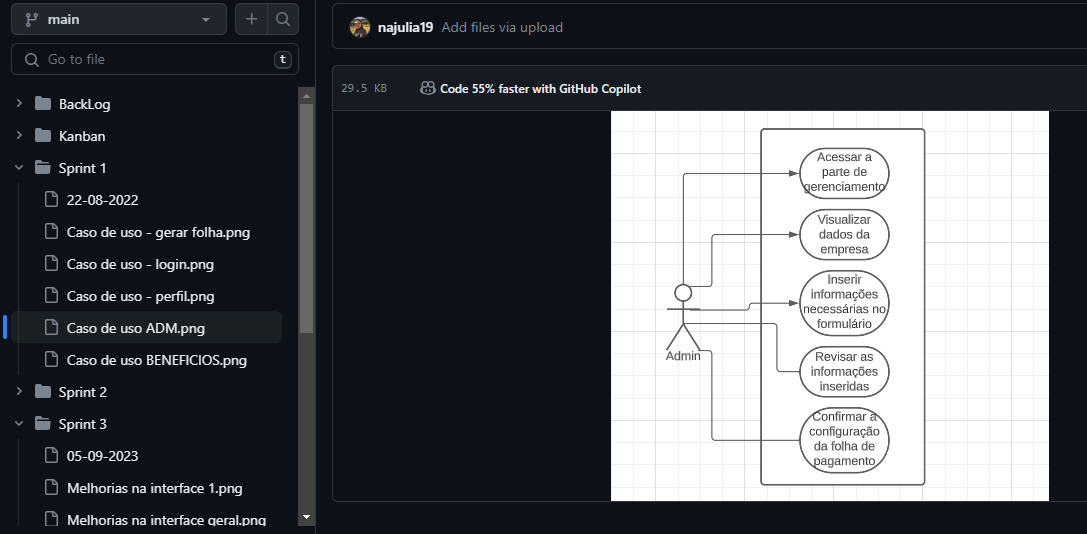 main
Go to file
t
BackLog
Kanban
Sprint 1
22-08-2022
Caso de uso - gerar folha.png
Caso de uso - login.png
Caso de uso - perfil.png
Caso de uso ADM.png
Caso de uso BENEFICIOS.png
Sprint 2
Sprint 3
05-09-2023
Melhorias na interface 1.png
Melhorias na interface geral.png
najulia19 Add files via upload
29.5 KB
Code 55% faster with GitHub Copilot
Acessar a
parte de
gerenciamento
Visualizar
dados da
empresa
Inserir
informações
necessárias no
formulário
Admin
Revisar as
informações
inseridas
Confirmar a
configuração
da folha de
pagamento